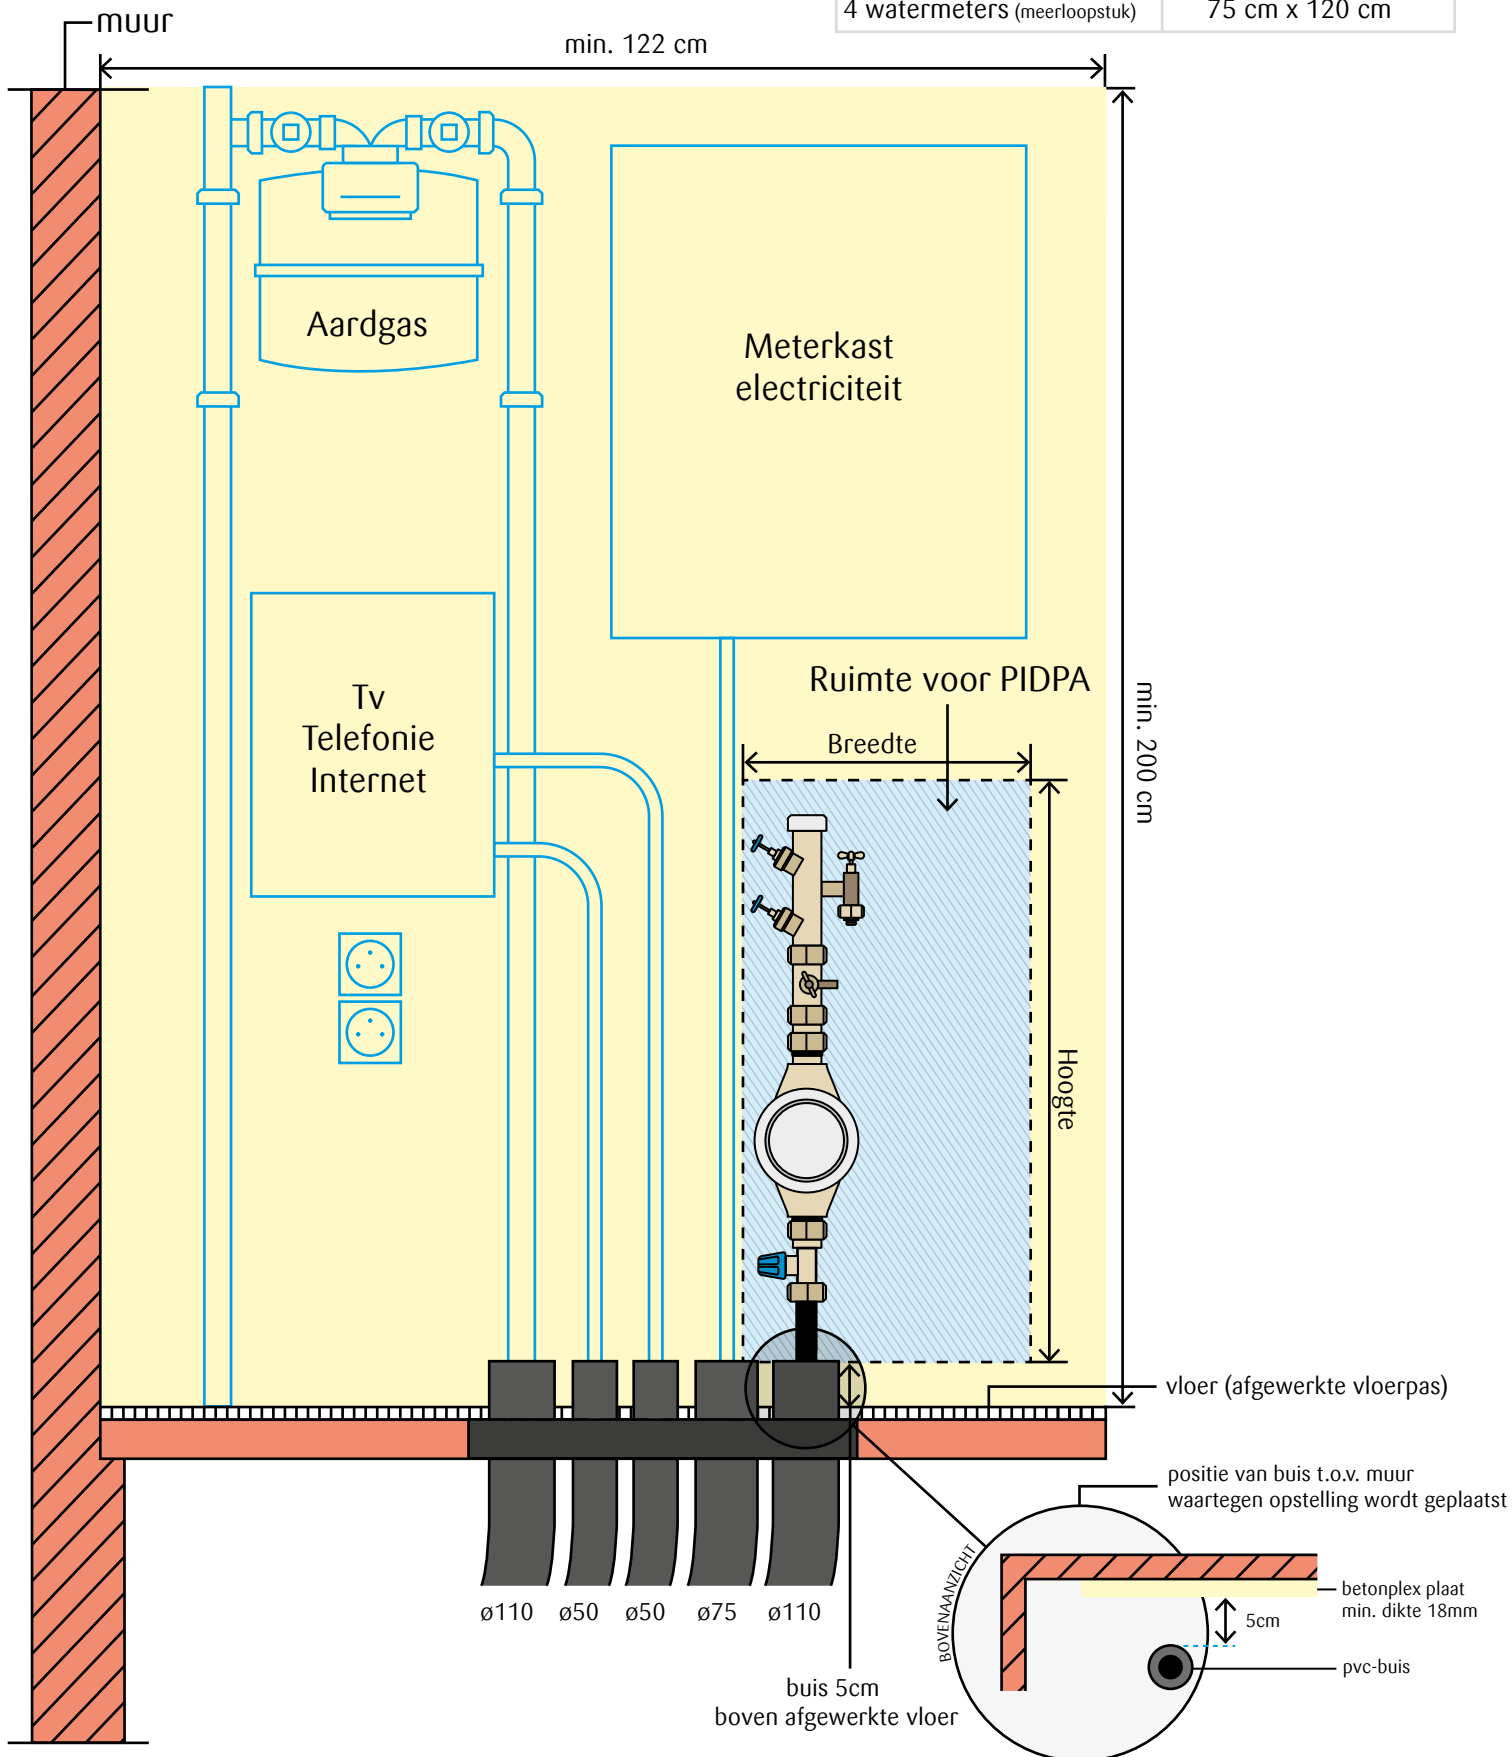 4 watermeters (meerloopstuk) 75 cm x 120 cm
muur
min. 122 cm
Aardgas
Meterkast
electriciteit
Ruimte voor PIDPA
Tv
Telefonie
Internet
Breedte
min. 200 cm
Hoogte
vloer (afgewerkte vloerpas)
positie van buis t.o.v. muur
waartegen opstelling wordt geplaatst
BOVENAANZICHT
betonplex plaat
min. dikte 18mm
5cm
pvc-buis
ø110 ø50 ø50 ø75 ø110
buis 5cm
boven afgewerkte vloer